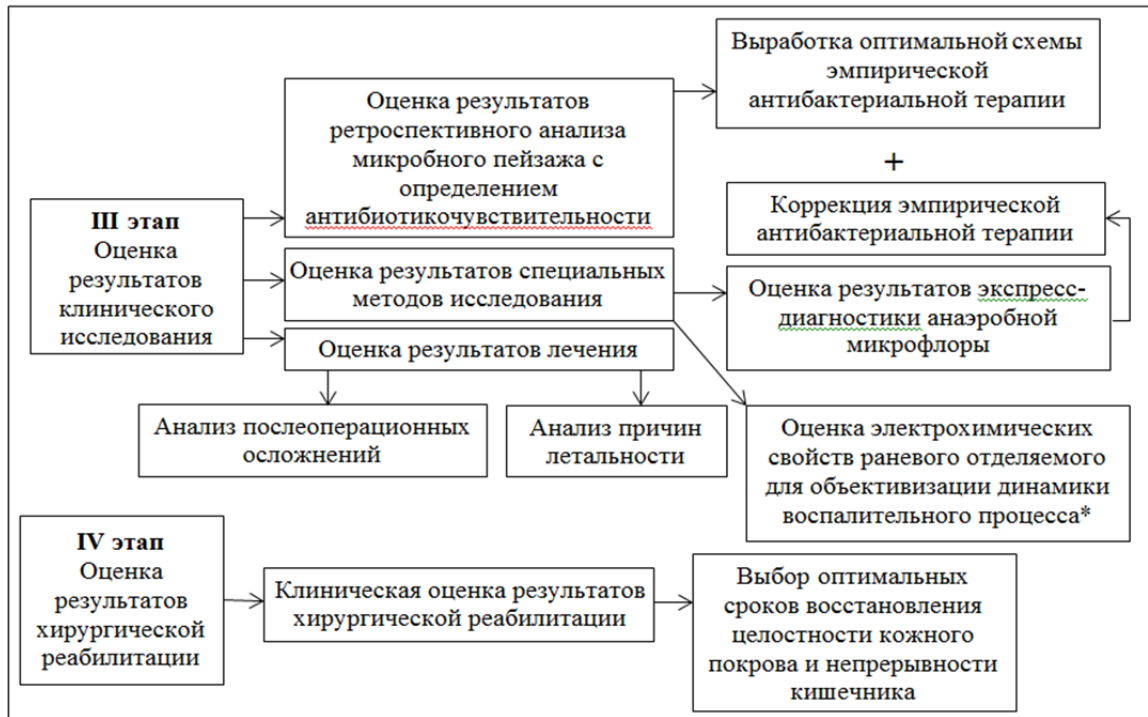 III этап
Оценка
результатов
клинического
исследования
Оценка результатов
ретроспективного анализа
микробного пейзажа с
определением
антибиотикочувствительности
Выработка оптимальной схемы
эмпирической
антибактериальной терапии
+
Коррекция эмпирической
антибактериальной терапии
Оценка результатов специальных
методов исследования
Оценка результатов экспресс-
диагностики анаэробной
микрофлоры
Оценка результатов лечения
Анализ послеоперационных
осложнений
Анализ причин
летальности
Оценка электрохимических
свойств раневого отделяемого
для объективизации динамики
воспалительного процесса*
IV этап
Оценка
результатов
хирургической
реабилитации
Клиническая оценка результатов
хирургической реабилитации
Выбор оптимальных
сроков восстановления
целостности кожного
покрова и непрерывности
кишечника